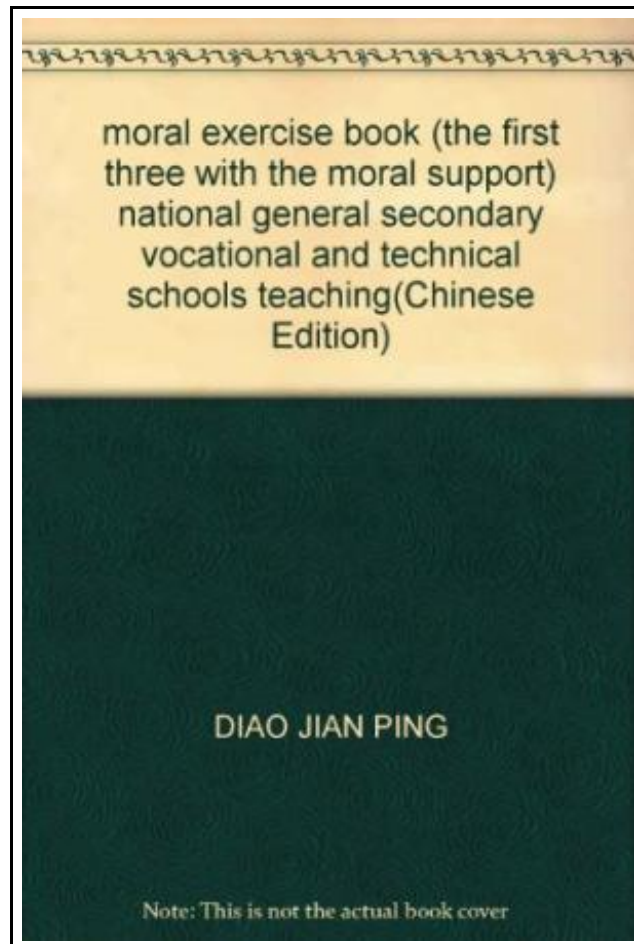 moral exercise book (the first
three with the moral support)
national general secondary
vocational and technical
schools teaching(Chinese
Edition)
DIAO JIAN PING
Note: This is not the actual book cover